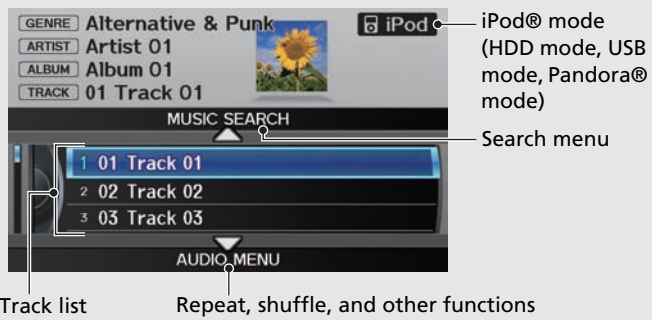 GENRE Alternative & Punk
iPod
ARTIST Artist 01
ALBUM Album 01
TRACK 01 Track 01
MUSIC SEARCH
1 01 Track 01
2 02 Track 02
3 03 Track 03
AUDIO MENU
iPod® mode
(HDD mode, USB
mode, Pandora®
mode)
Search menu
Track list
Repeat, shuffle, and other functions